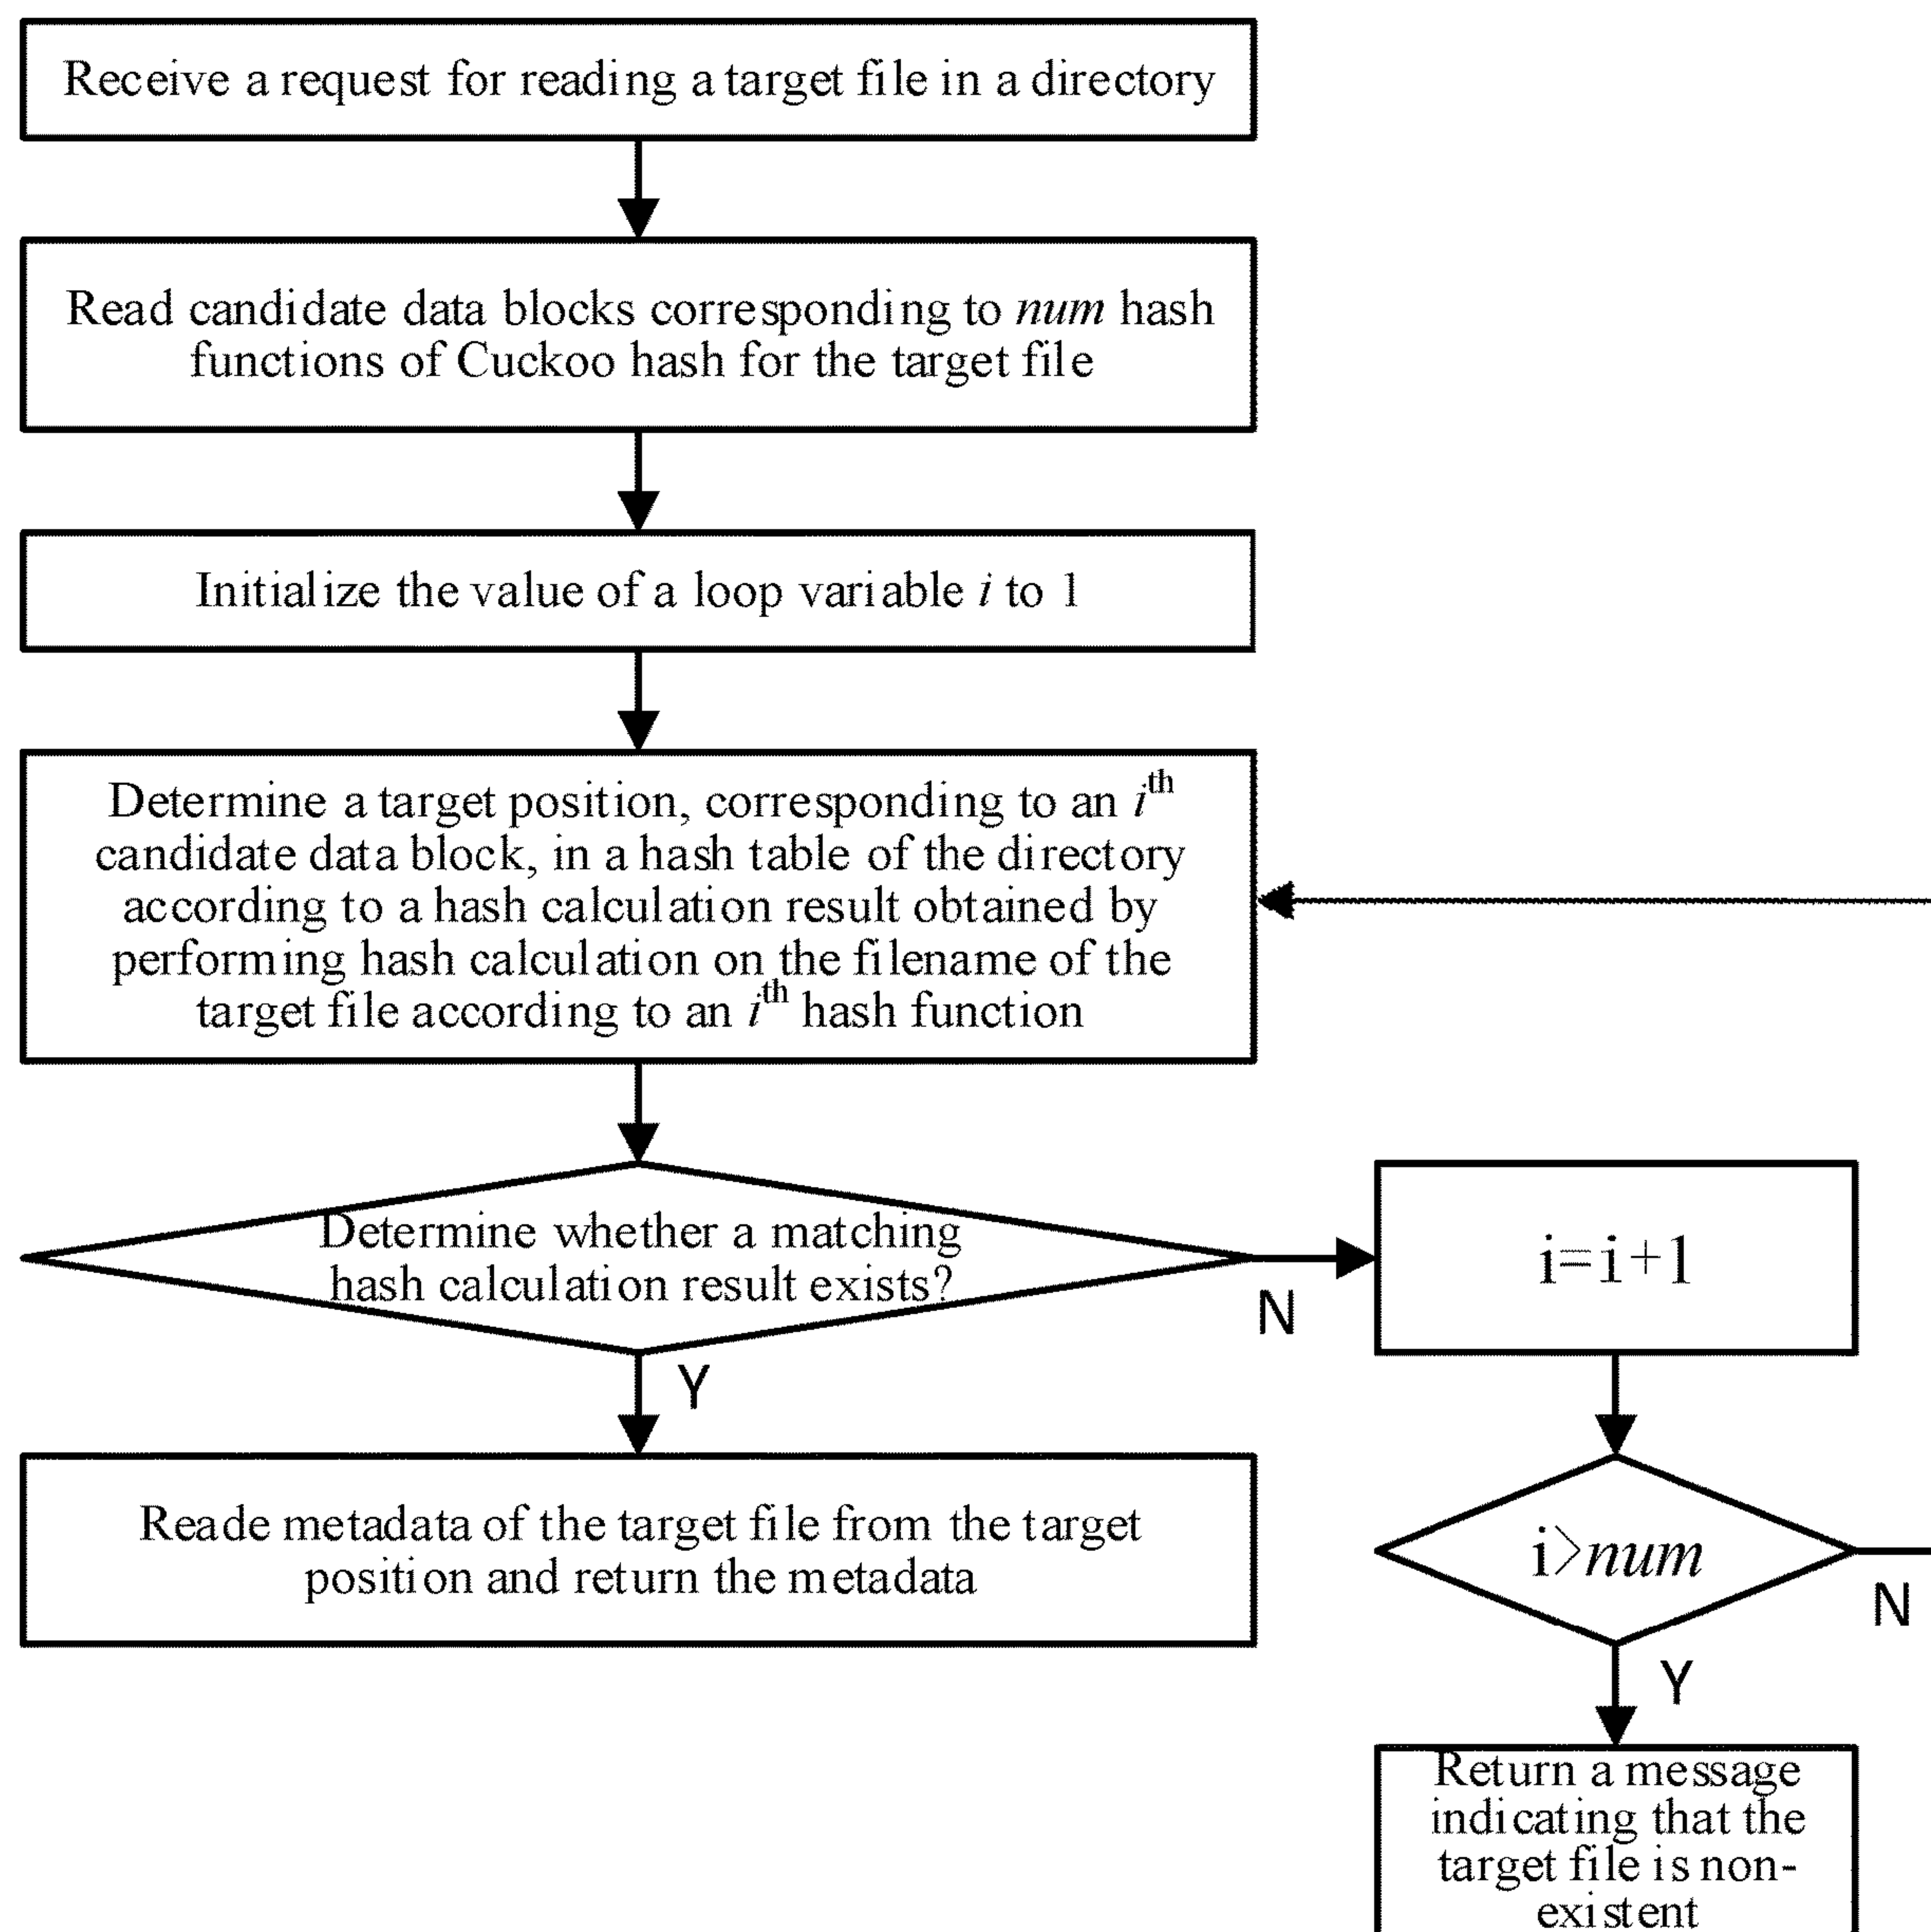 Receive a request for reading a target file in a directory
Read candidate data blocks corresponding to num hash
functions of Cuckoo hash for the target file
Initialize the value of a loop variable i to 1
Determine a target position, corresponding to an ith
candidate data block, in a hash table of the directory
according to a hash calculation result obtained by
performing hash calculation on the filename of the
target file according to an ith hash function
Determine whether a matching
hash calculation result exists?
N
i=i+1
Y
Reade metadata of the target file from the target
position and return the metadata
i>num
N
Y
Return a message
indicating that the
target file is non-
existent